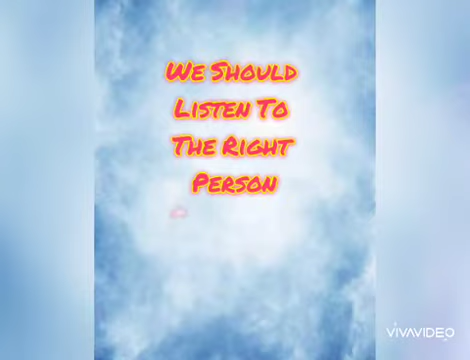 We Should
Listen To
The Right
Person
VIVAVIDEO